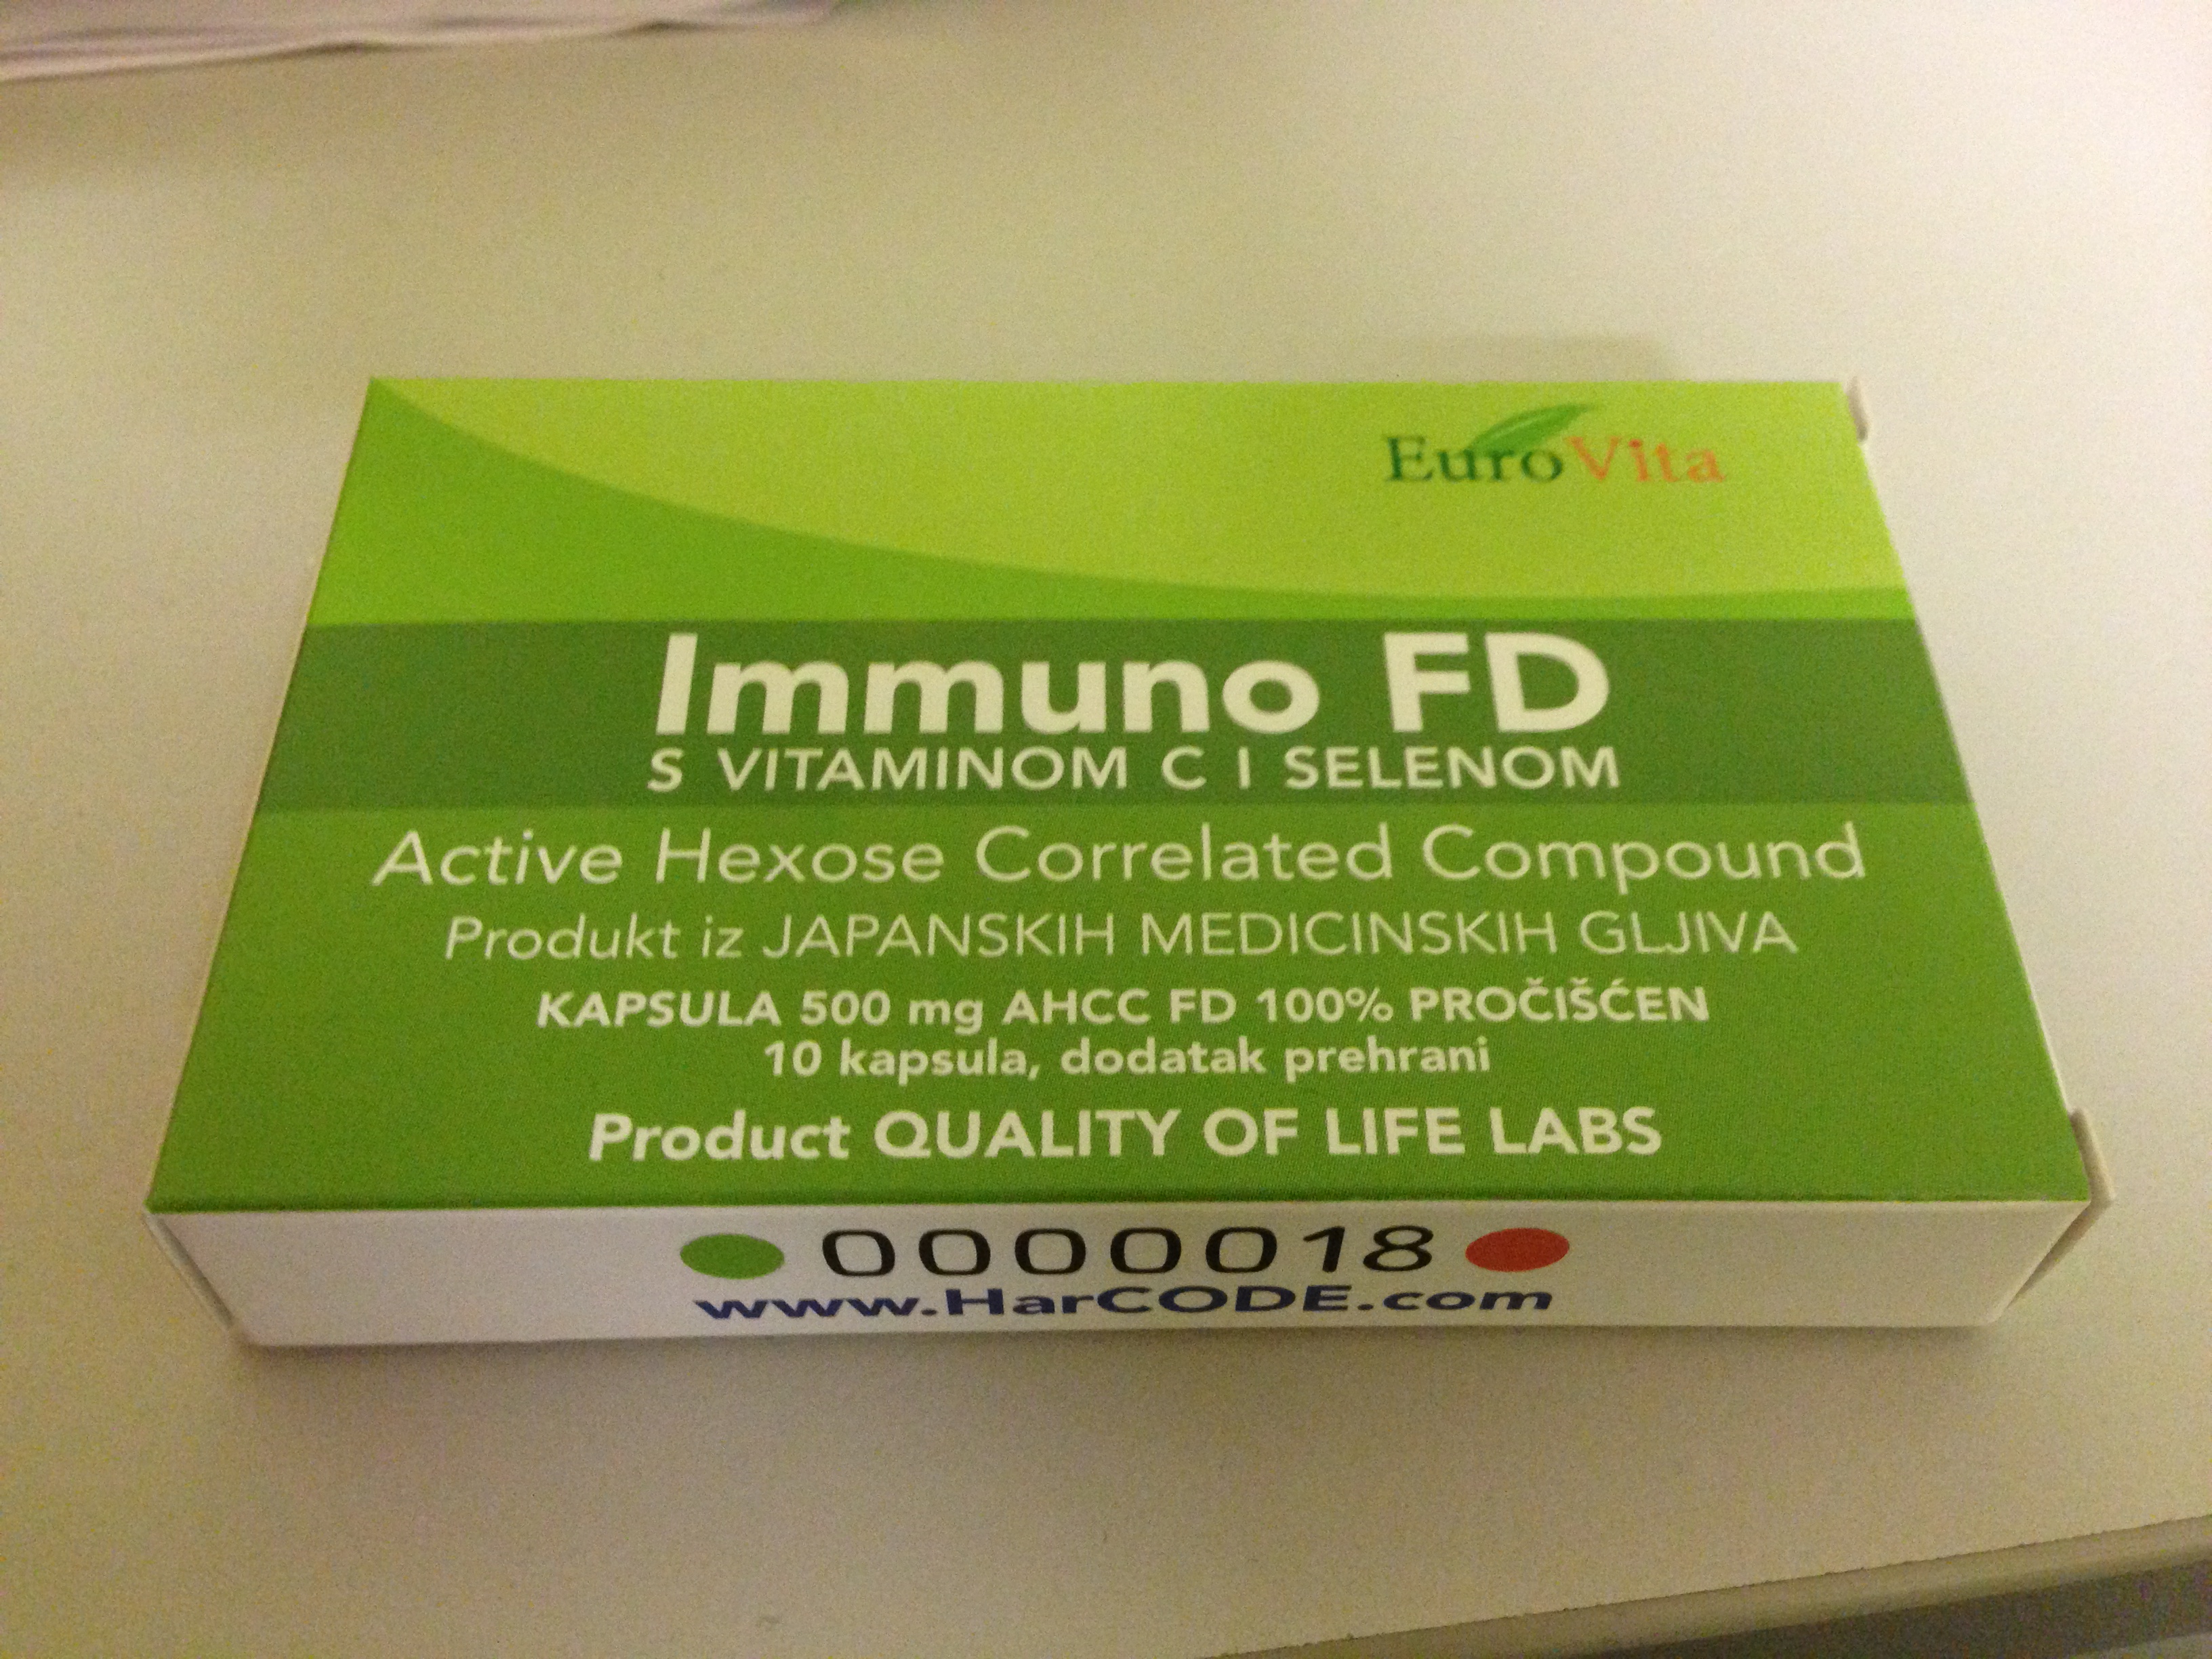 EuroVita
Immuno FD
S VITAMINOM C I SELENOM
Active Hexose Correlated Compound
Produkt iz JAPANSKIH MEDICINSKIH GLJIVA
KAPSULA 500 mg AHCC FD 100% PROČIŠĆEN
10 kapsula, dodatak prehrani
Product QUALITY OF LIFE LABS
0000018
www.HarCODE.com